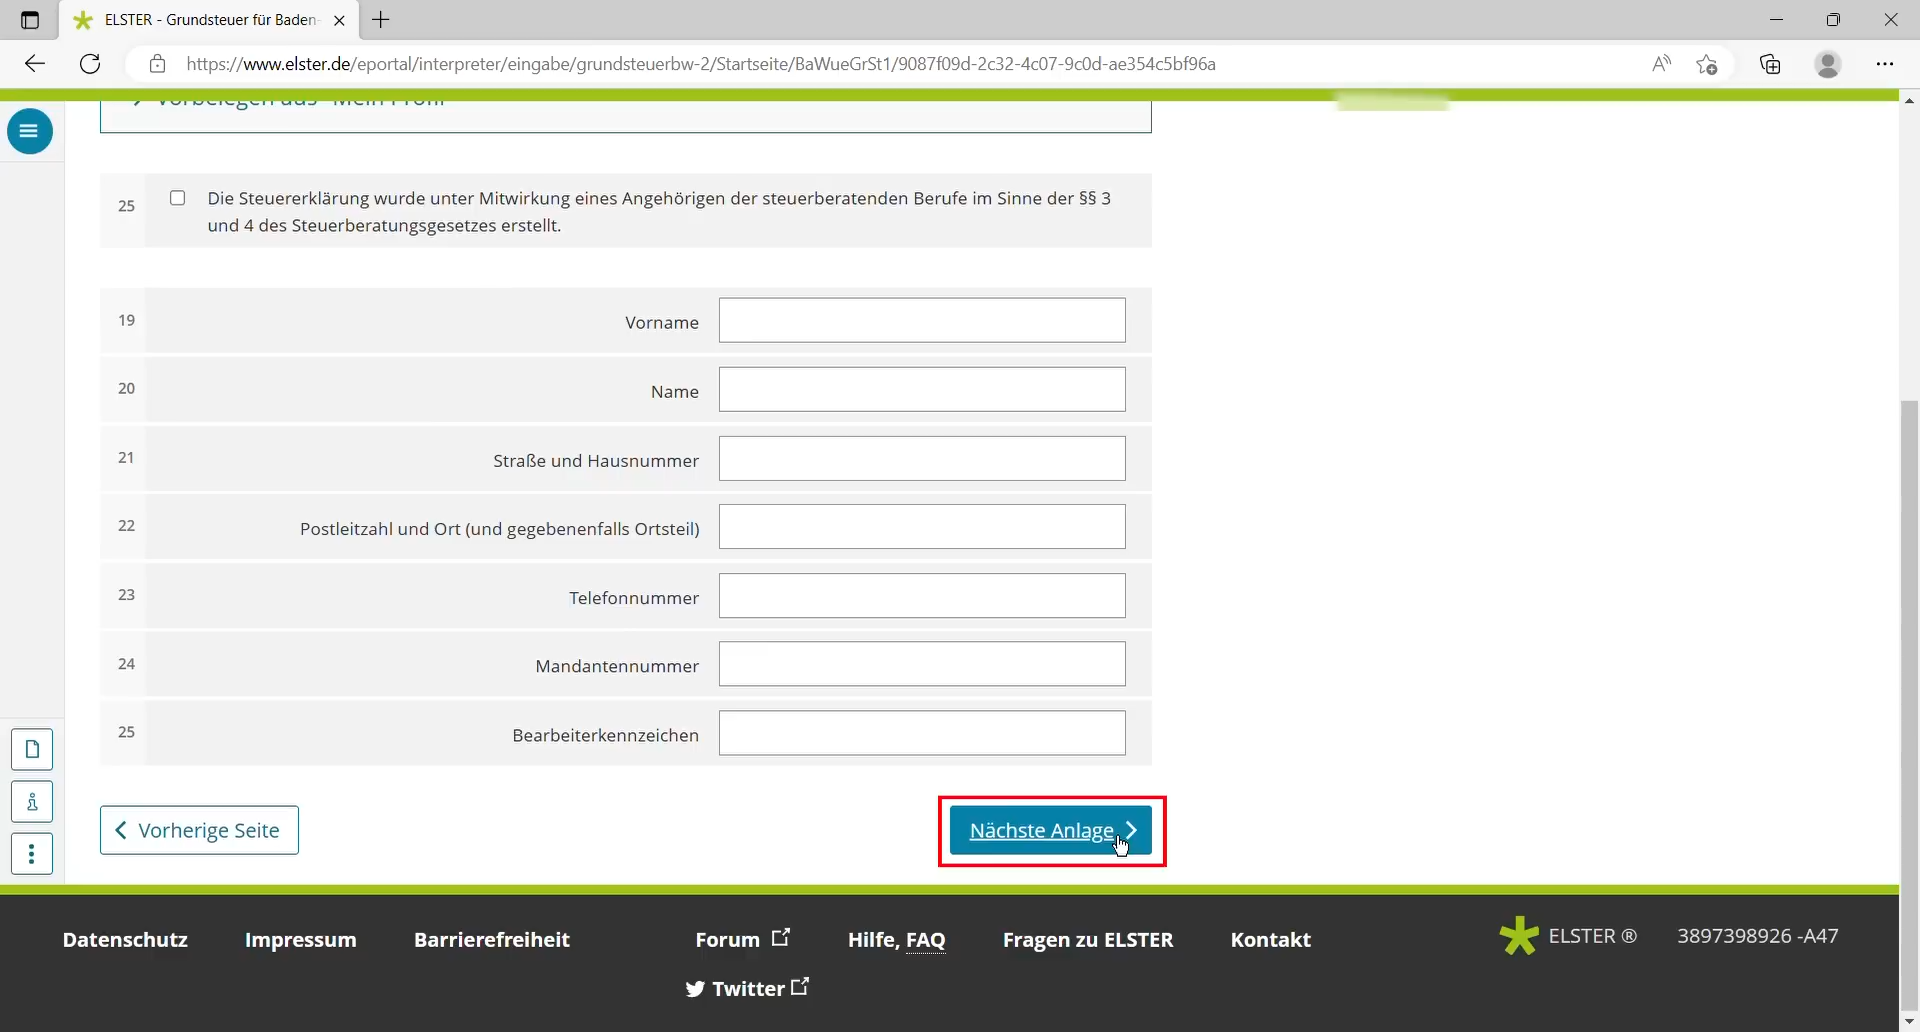 ELSTER - Grundsteuer für Baden-
https://www.elster.de/eportal/interpreter/eingabe/grundsteuerbw-2/Startseite/BaWueGrSt1/9087f09d-2c32-4c07-9c0d-ae354c5bf96a
Vorbelegen aus "Mein Profil"
25 Die Steuererklärung wurde unter Mitwirkung eines Angehörigen der steuerberatenden Berufe im Sinne der §§ 3
und 4 des Steuerberatungsgesetzes erstellt.
19 Vorname
20 Name
21 Straße und Hausnummer
22 Postleitzahl und Ort (und gegebenenfalls Ortsteil)
23 Telefonnummer
24 Mandantennummer
25 Bearbeiterkennzeichen
Vorherige Seite
Nächste Anlage
Datenschutz Impressum Barrierefreiheit Forum Hilfe, FAQ Fragen zu ELSTER Kontakt ELSTER ® 3897398926 -A47
Twitter